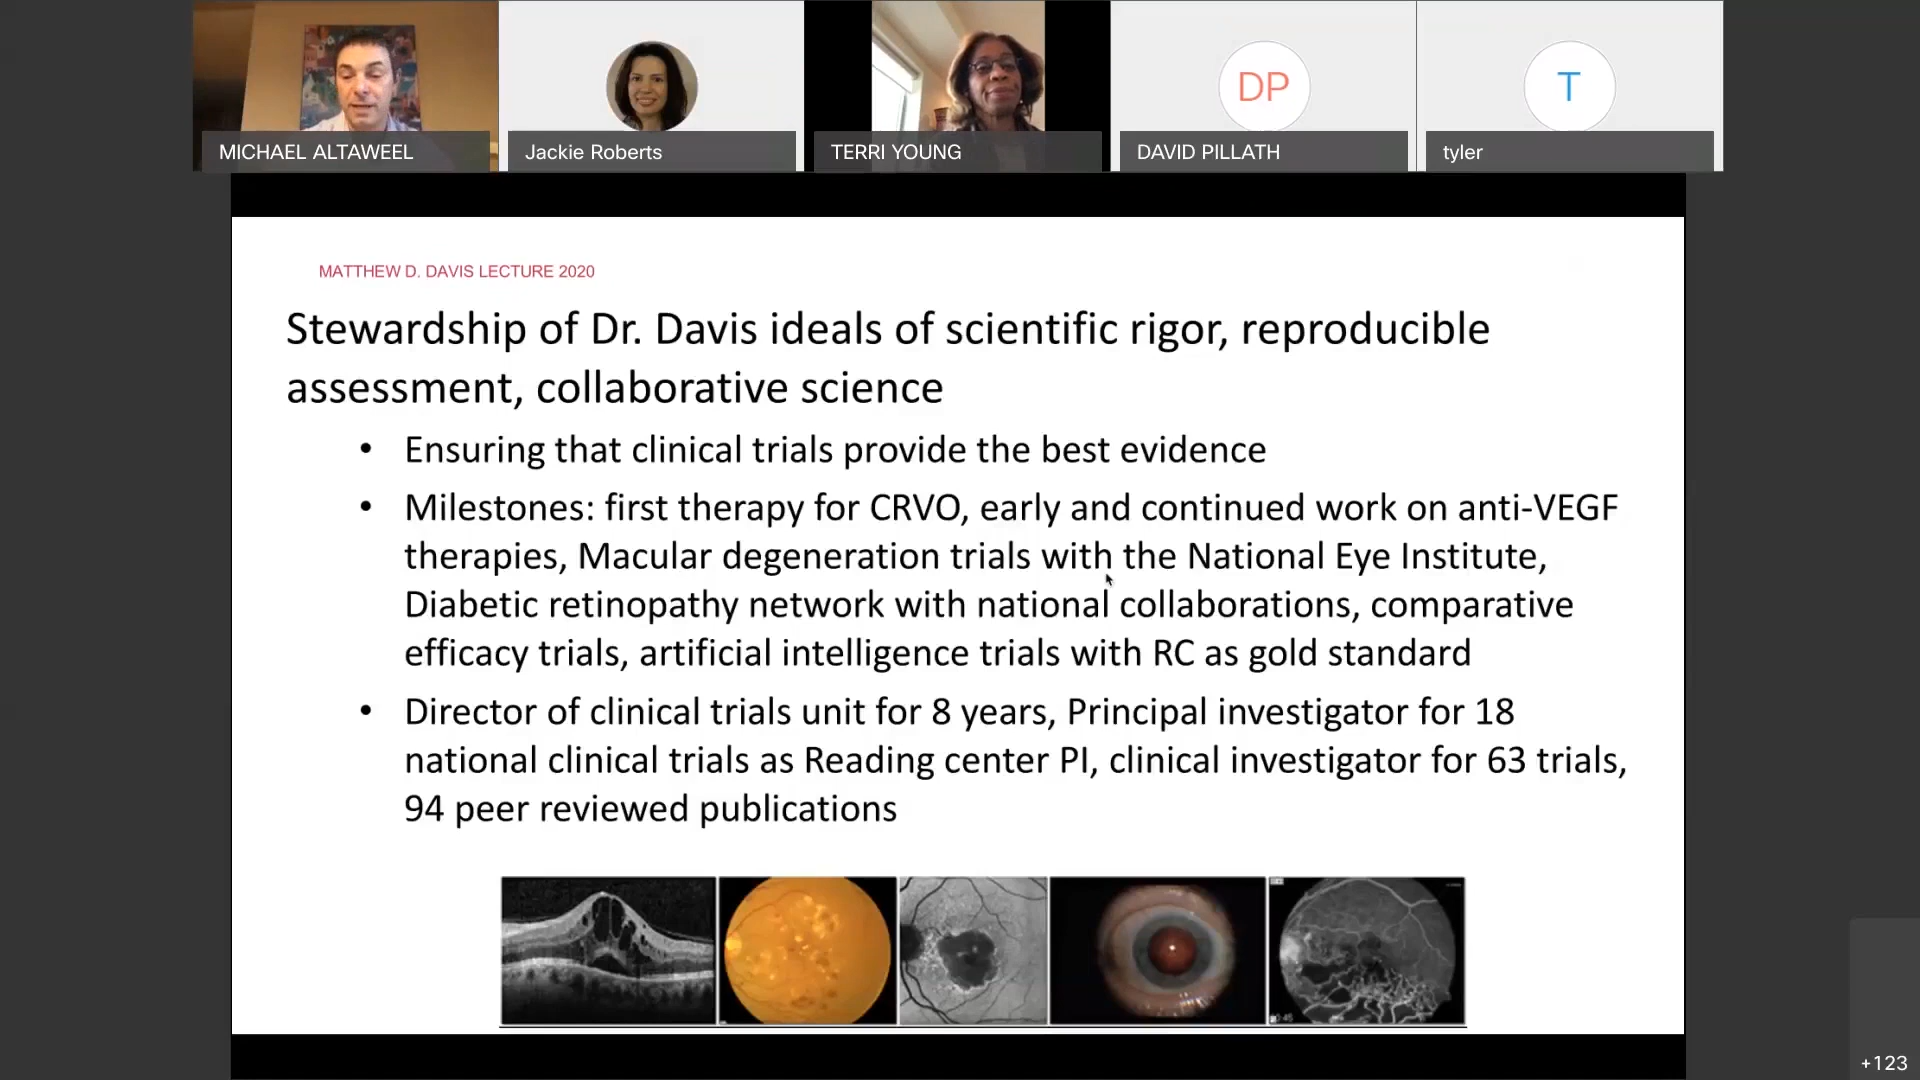 MICHAEL ALTAWEEL
Jackie Roberts
TERRI YOUNG
DP
DAVID PILLATH
T
tyler
MATTHEW D. DAVIS LECTURE 2020
Stewardship of Dr. Davis ideals of scientific rigor, reproducible
assessment, collaborative science
• Ensuring that clinical trials provide the best evidence
• Milestones: first therapy for CRVO, early and continued work on anti-VEGF
therapies, Macular degeneration trials with the National Eye Institute,
Diabetic retinopathy network with national collaborations, comparative
efficacy trials, artificial intelligence trials with RC as gold standard
• Director of clinical trials unit for 8 years, Principal investigator for 18
national clinical trials as Reading center PI, clinical investigator for 63 trials,
94 peer reviewed publications
+123